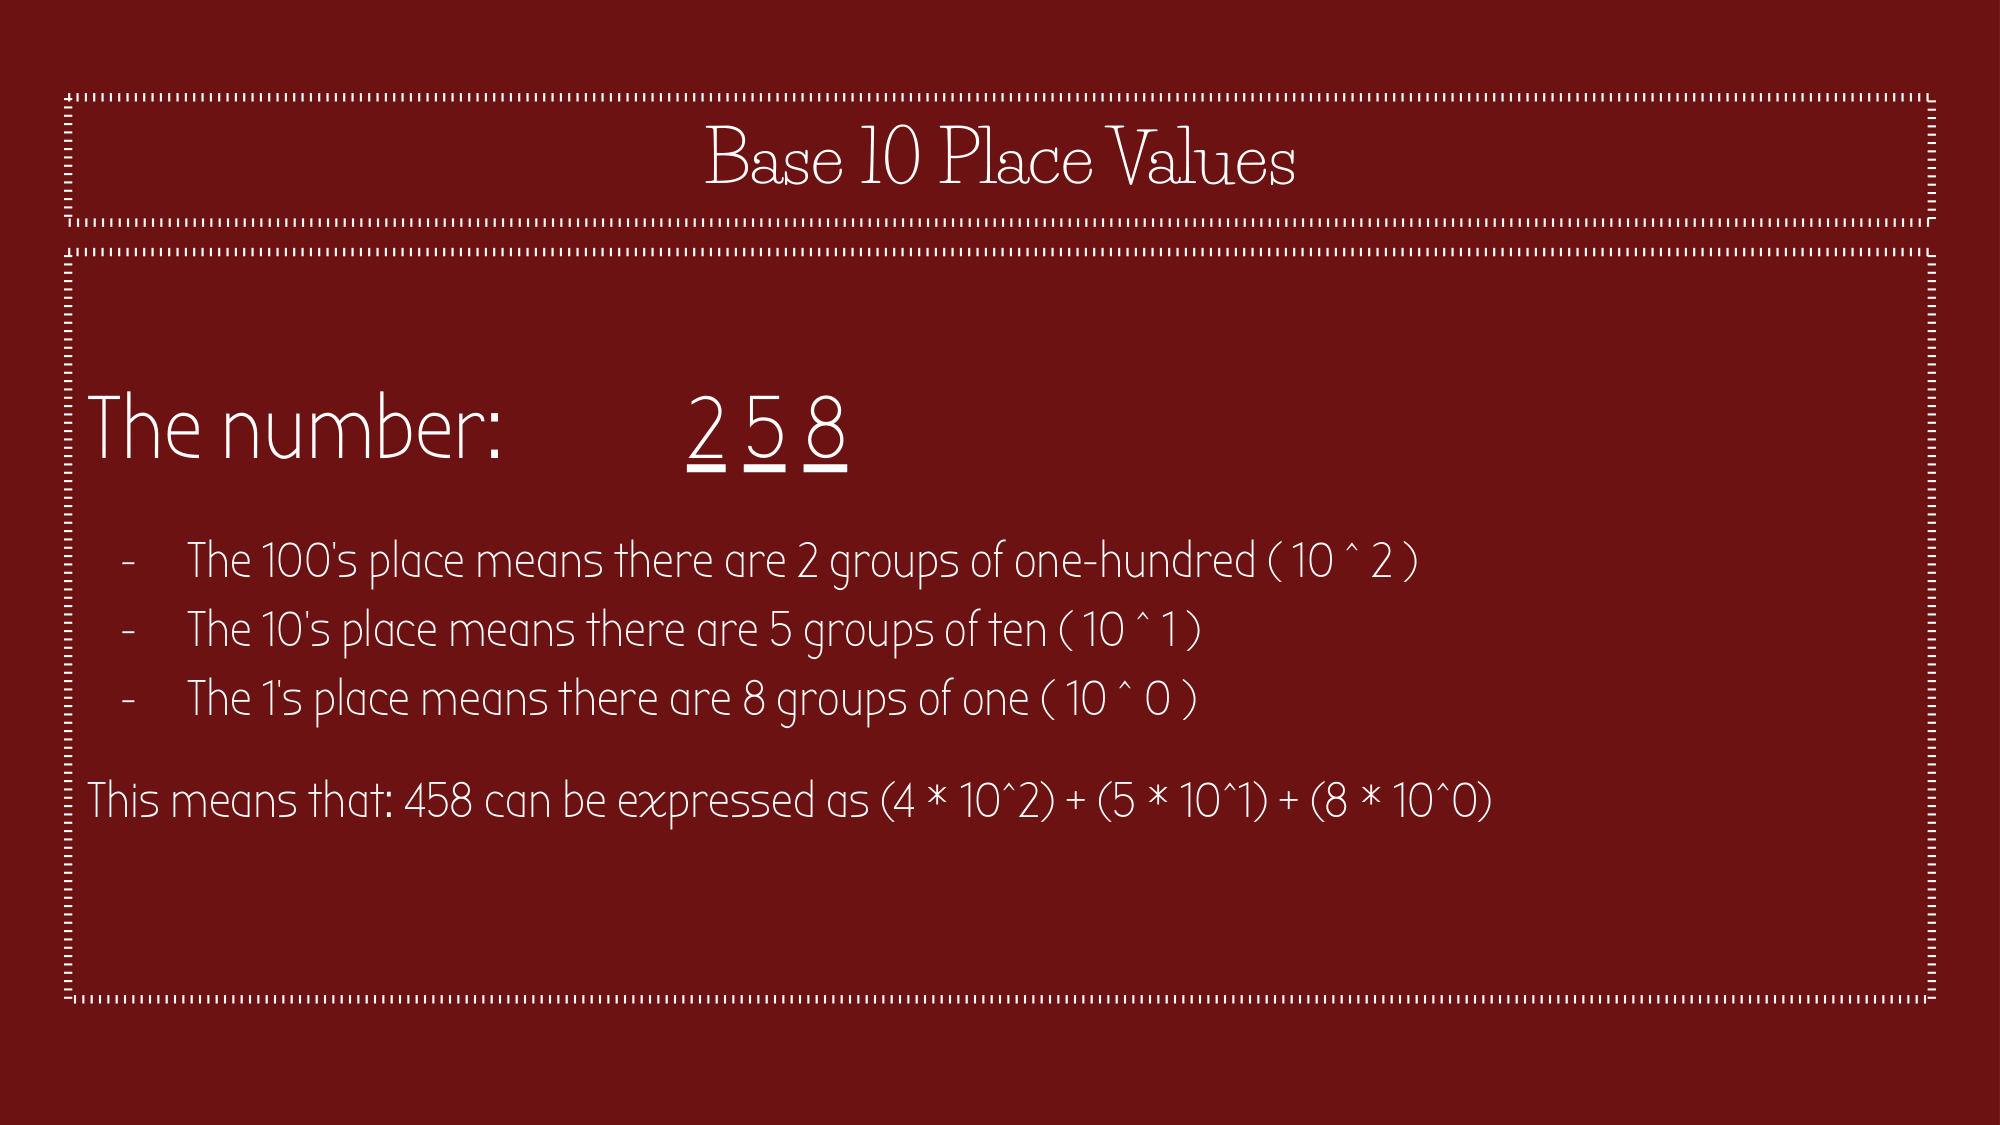 Base 10 Place Values
The number: 2 5 8
- The 100's place means there are 2 groups of one-hundred ( 10 ^ 2 )
- The 10's place means there are 5 groups of ten ( 10 ^ 1 )
- The 1's place means there are 8 groups of one ( 10 ^ 0 )
This means that: 458 can be expressed as (4 * 10^2) + (5 * 10^1) + (8 * 10^0)